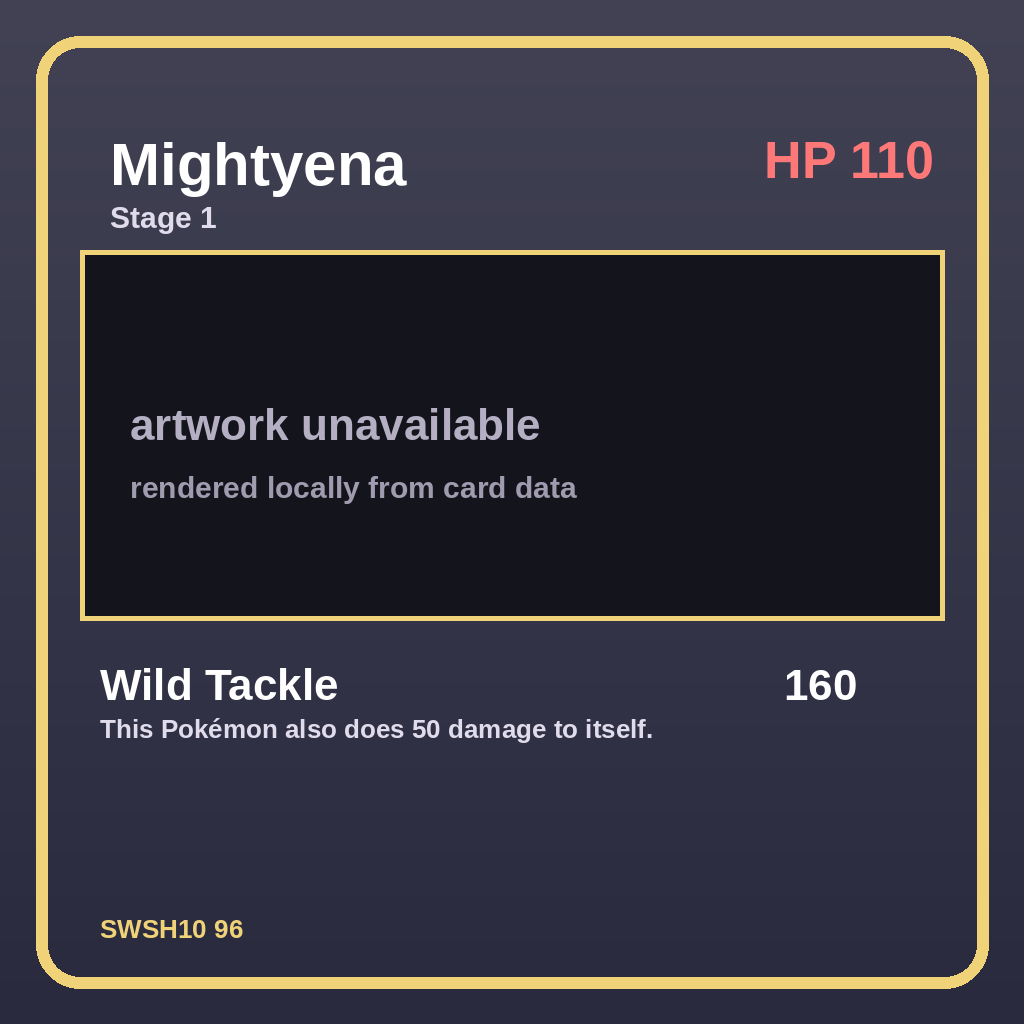 Mightyena
HP 110
Stage 1
artwork unavailable
rendered locally from card data
Wild Tackle
160
This Pokémon also does 50 damage to itself.
SWSH10 96